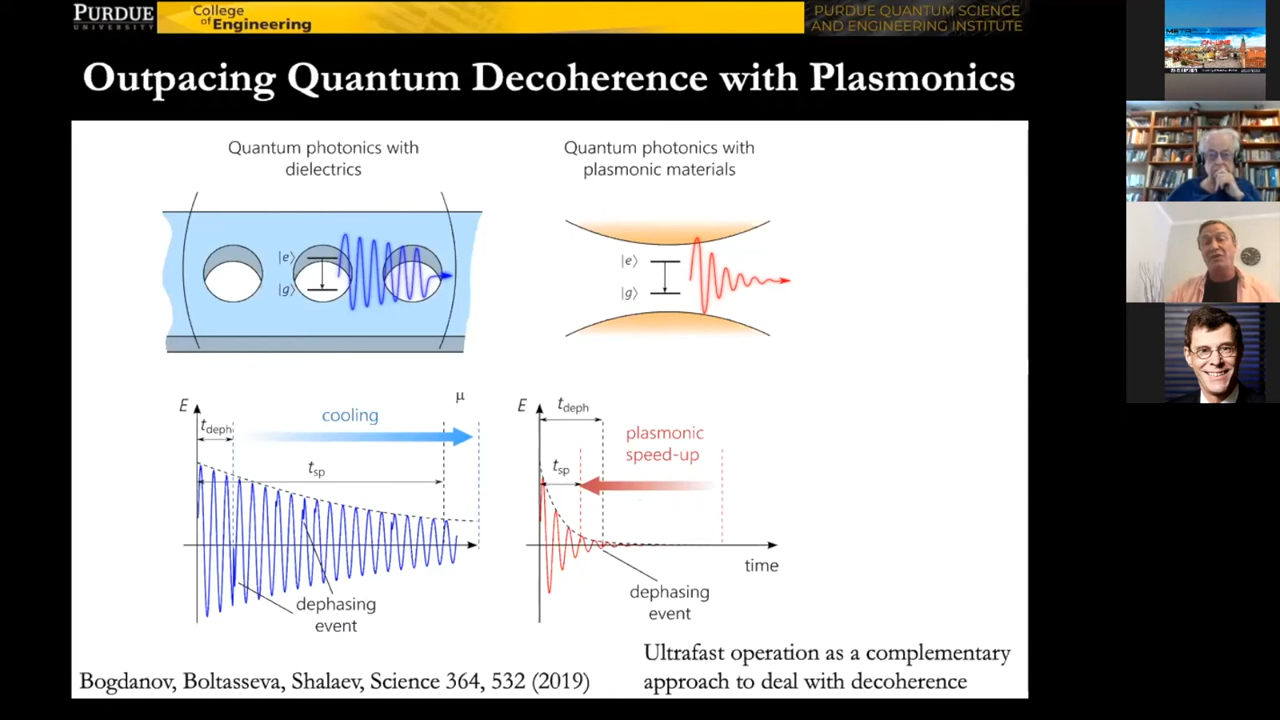 PURDUE
UNIVERSITY
College
of Engineering
PURDUE QUANTUM SCIENCE
AND ENGINEERING INSTITUTE
Outpacing Quantum Decoherence with Plasmonics
Quantum photonics with
dielectrics
Quantum photonics with
plasmonic materials
|e⟩
|g⟩
|e⟩
|g⟩
E
t_deph
cooling
μ
t_sp
dephasing
event
E
t_deph
plasmonic
speed-up
t_sp
time
dephasing
event
Ultrafast operation as a complementary
approach to deal with decoherence
Bogdanov, Boltasseva, Shalaev, Science 364, 532 (2019)
ON-LINE